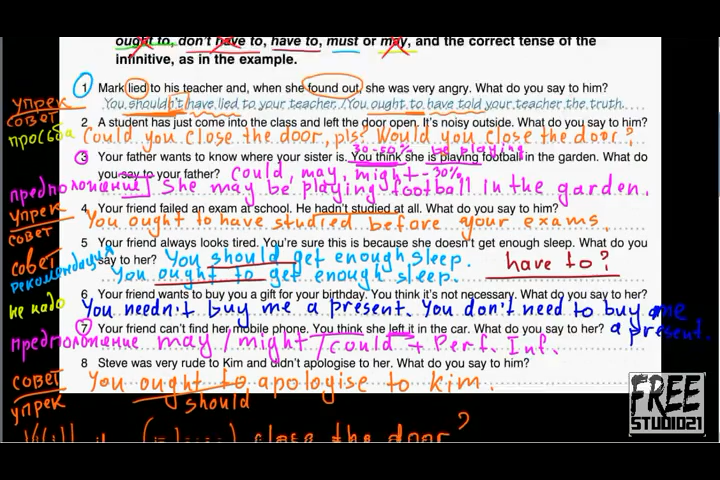 ought to, don't have to, have to, must or may, and the correct tense of the
infinitive, as in the example.
1 Mark lied to his teacher and, when she found out, she was very angry. What do you say to him?
упрек You shouldn't have lied to your teacher./You ought to have told your teacher the truth.
совет
2 A student has just come into the class and left the door open. It's noisy outside. What do you say to him?
просьба Could you close the door, pls? Would you close the door?
30-50% be playing
3 Your father wants to know where your sister is. You think she is playing football in the garden. What do
you say to your father? could, may, might - 30%
предположение She may be playing football in the garden.
4 Your friend failed an exam at school. He hadn't studied at all. What do you say to him?
упрек You ought to have studied before your exams.
совет
5 Your friend always looks tired. You're sure this is because she doesn't get enough sleep. What do you
say to her? You should get enough sleep.
совет have to?
рекомендация You ought to get enough sleep.
6 Your friend wants to buy you a gift for your birthday. You think it's not necessary. What do you say to her?
не надо You needn't buy me a present. You don't need to buy me
a present.
7 Your friend can't find her mobile phone. You think she left it in the car. What do you say to her?
предположение may/might/could + Perf. Inf.
8 Steve was very rude to Kim and didn't apologise to her. What do you say to him?
совет You ought to apologise to kim.
упрек should
close the door?
FREE
STUDIO21